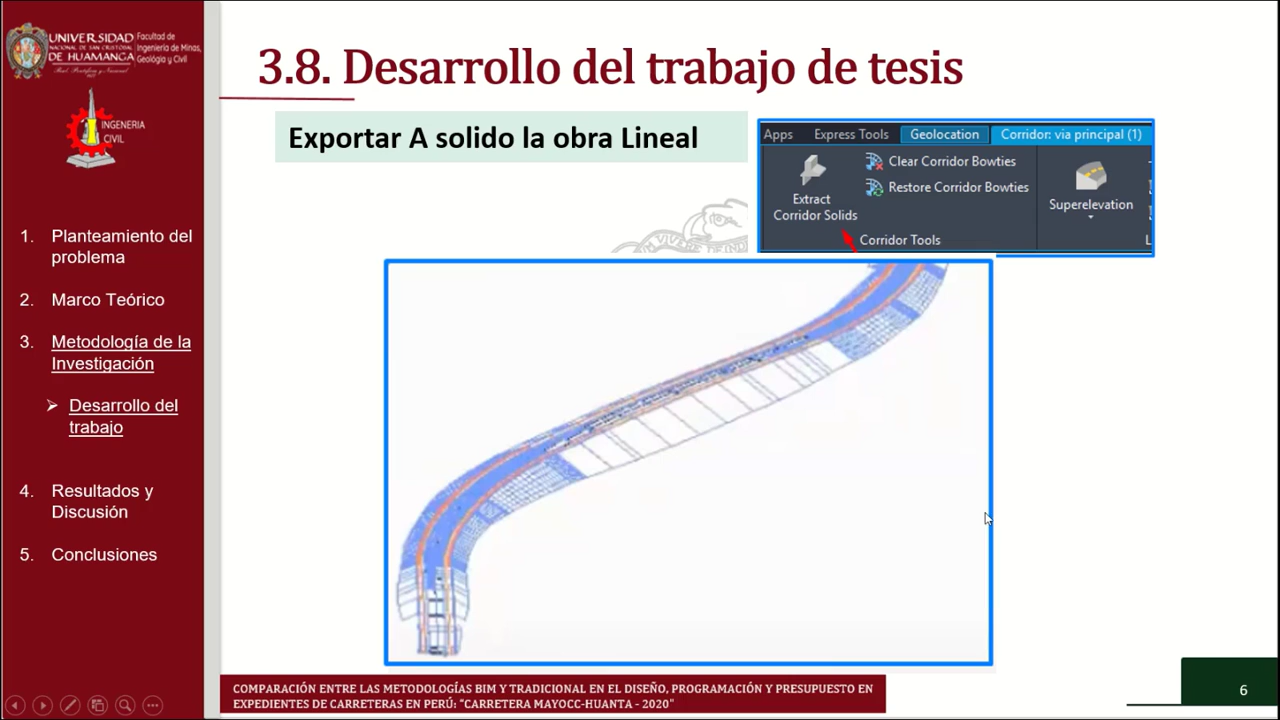 UNIVERSIDAD
NACIONAL DE SAN CRISTOBAL
DE HUAMANGA
Facultad de
Ingeniería de Minas,
Geológia y Civil
INGENERIA
CIVIL
3.8. Desarrollo del trabajo de tesis
Exportar A solido la obra Lineal
Apps Express Tools Geolocation Corridor: via principal (1)
Extract
Corridor Solids
Clear Corridor Bowties
Restore Corridor Bowties
Superelevation
Corridor Tools
1. Planteamiento del
problema
2. Marco Teórico
3. Metodología de la
Investigación
➢ Desarrollo del
trabajo
4. Resultados y
Discusión
5. Conclusiones
COMPARACIÓN ENTRE LAS METODOLOGÍAS BIM Y TRADICIONAL EN EL DISEÑO, PROGRAMACIÓN Y PRESUPUESTO EN
EXPEDIENTES DE CARRETERAS EN PERÚ: “CARRETERA MAYOCC-HUANTA - 2020”
6